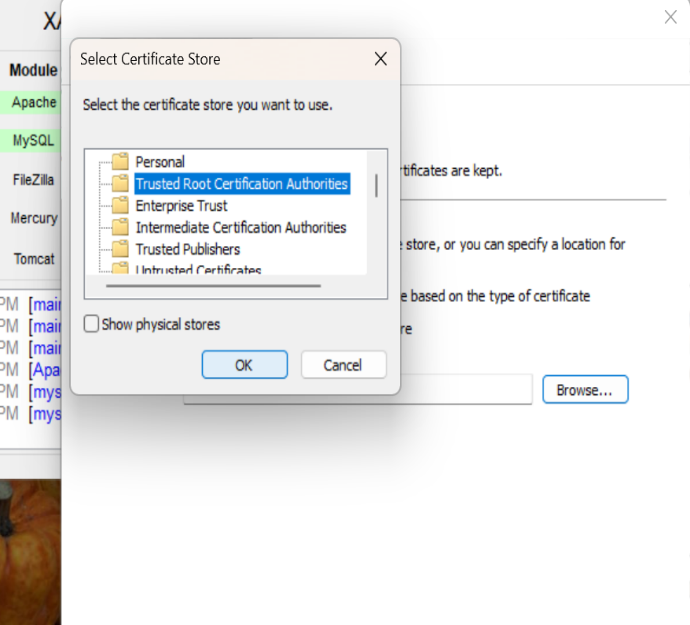 XA
Module
Apache
MySQL
FileZilla
Mercury
Tomcat
PM [main
PM [main
PM [main
PM [Apa
PM [mys
PM [mys
Select Certificate Store
Select the certificate store you want to use.
Personal
Trusted Root Certification Authorities
Enterprise Trust
Intermediate Certification Authorities
Trusted Publishers
Untrusted Certificates
Show physical stores
OK
Cancel
rtificates are kept.
e store, or you can specify a location for
e based on the type of certificate
re
Browse...